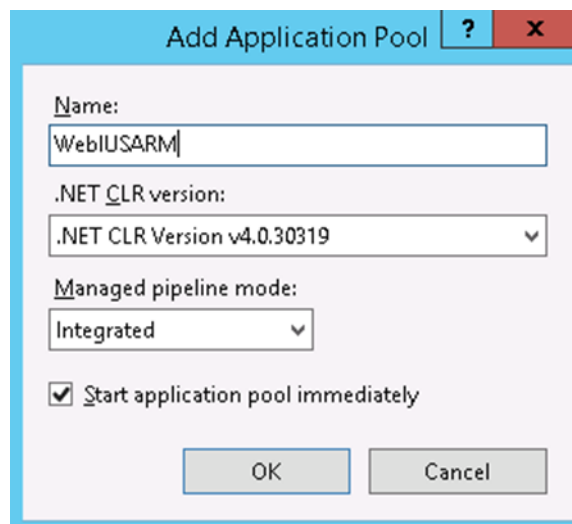 Add Application Pool
?
x
Name:
WebIUSARM
.NET CLR version:
.NET CLR Version v4.0.30319
Managed pipeline mode:
Integrated
Start application pool immediately
OK
Cancel